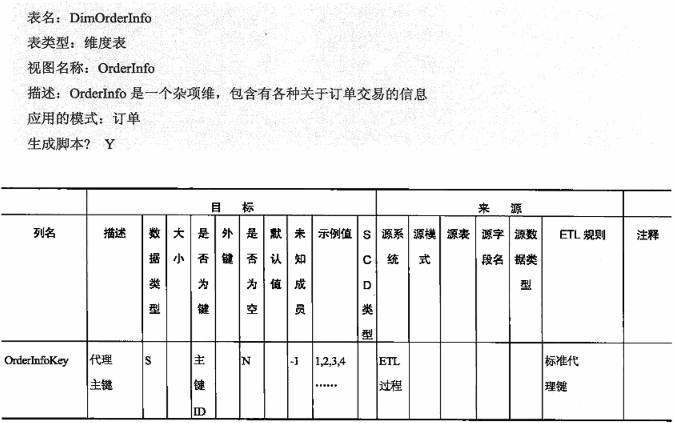 表名：DimOrderInfo
表类型：维度表
视图名称：OrderInfo
描述：OrderInfo 是一个杂项维，包含有各种关于订单交易的信息
应用的模式：订单
生成脚本？ Y
目 标 来 源
列名 描述 数据类型 大小 是否为键 外键 是否为空 默认值 未知成员 示例值 SCD类型 源系统 源模式 源表 源字段名 源数据类型 ETL 规则 注释
OrderInfoKey 代理主键 S 主键ID N -1 1,2,3,4…… ETL过程 标准代理键